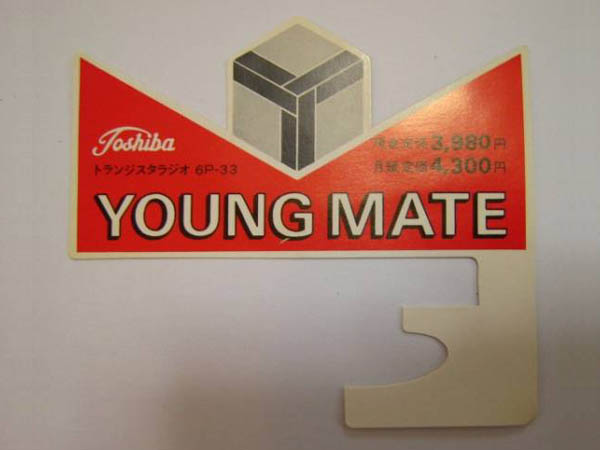 Toshiba
トランジスタラジオ 6P-33
現金定価 3,980円
月賦定価 4,300円
YOUNG MATE